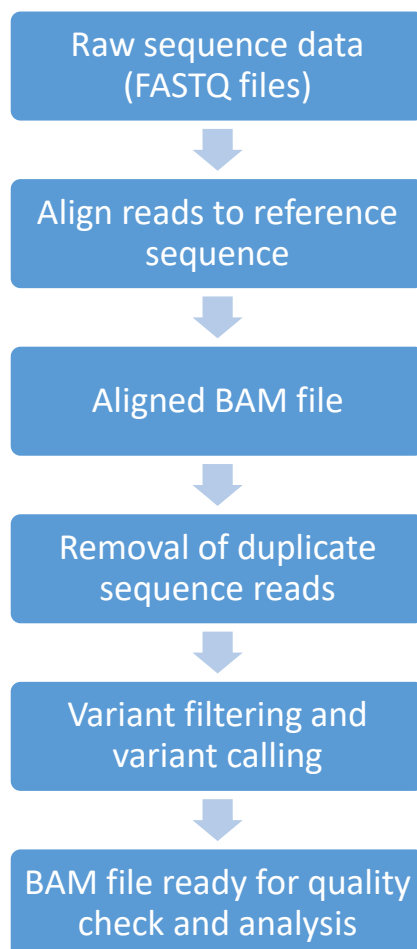 Raw sequence data
(FASTQ files)
Align reads to reference
sequence
Aligned BAM file
Removal of duplicate
sequence reads
Variant filtering and
variant calling
BAM file ready for quality
check and analysis